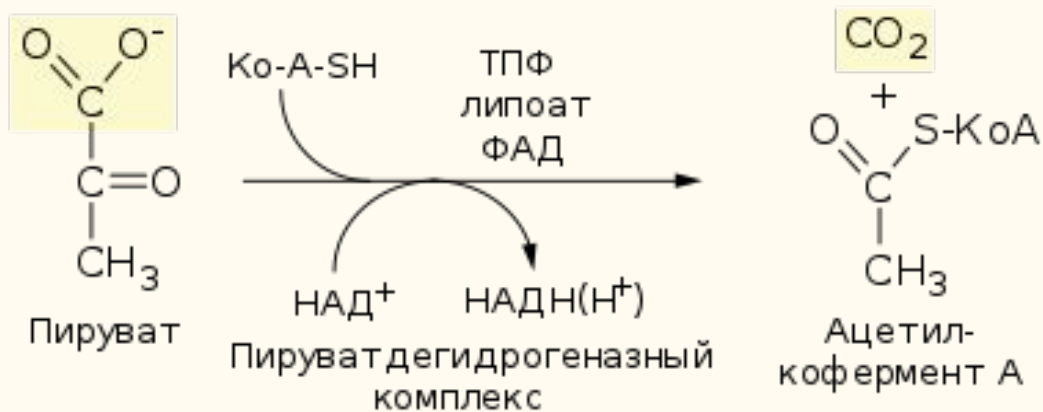 O O⁻
C
C=O
CH₃
Пируват
Ко-А-SH
ТПФ
липоат
ФАД
НАД⁺
НАДН(Н⁺)
Пируватдегидрогеназный
комплекс
CO₂
+
O S-КоА
C
CH₃
Ацетил-
кофермент А